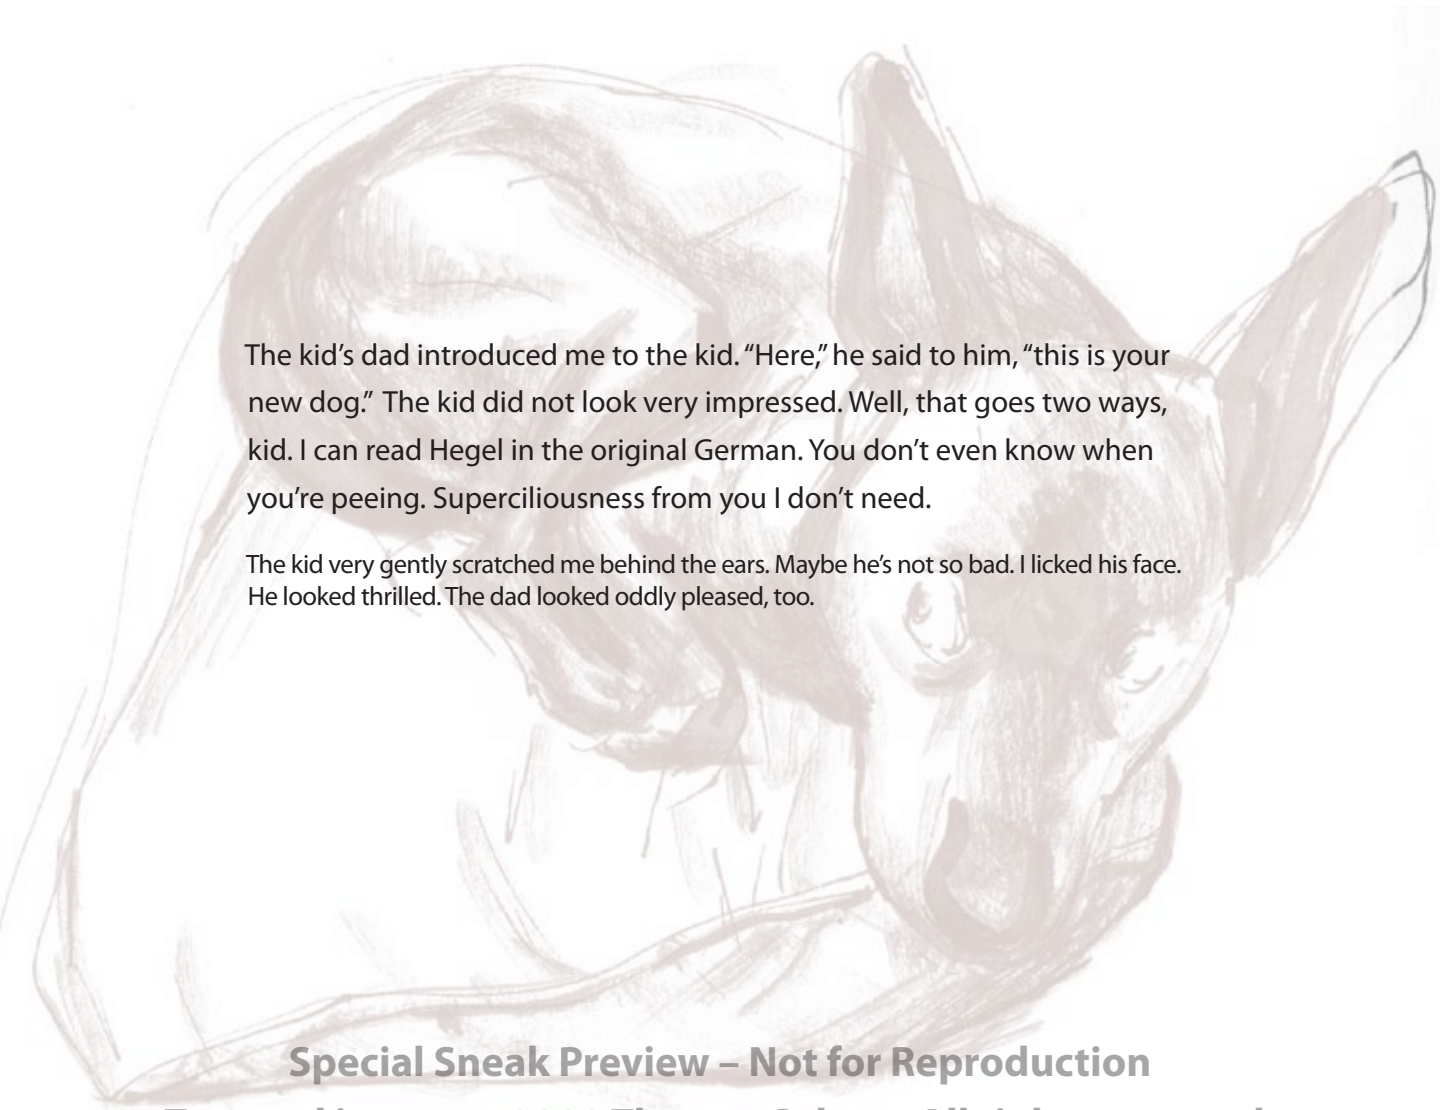 The kid’s dad introduced me to the kid. “Here,” he said to him, “this is your
new dog.” The kid did not look very impressed. Well, that goes two ways,
kid. I can read Hegel in the original German. You don’t even know when
you’re peeing. Superciliousness from you I don’t need.
The kid very gently scratched me behind the ears. Maybe he’s not so bad. I licked his face.
He looked thrilled. The dad looked oddly pleased, too.
Special Sneak Preview – Not for Reproduction